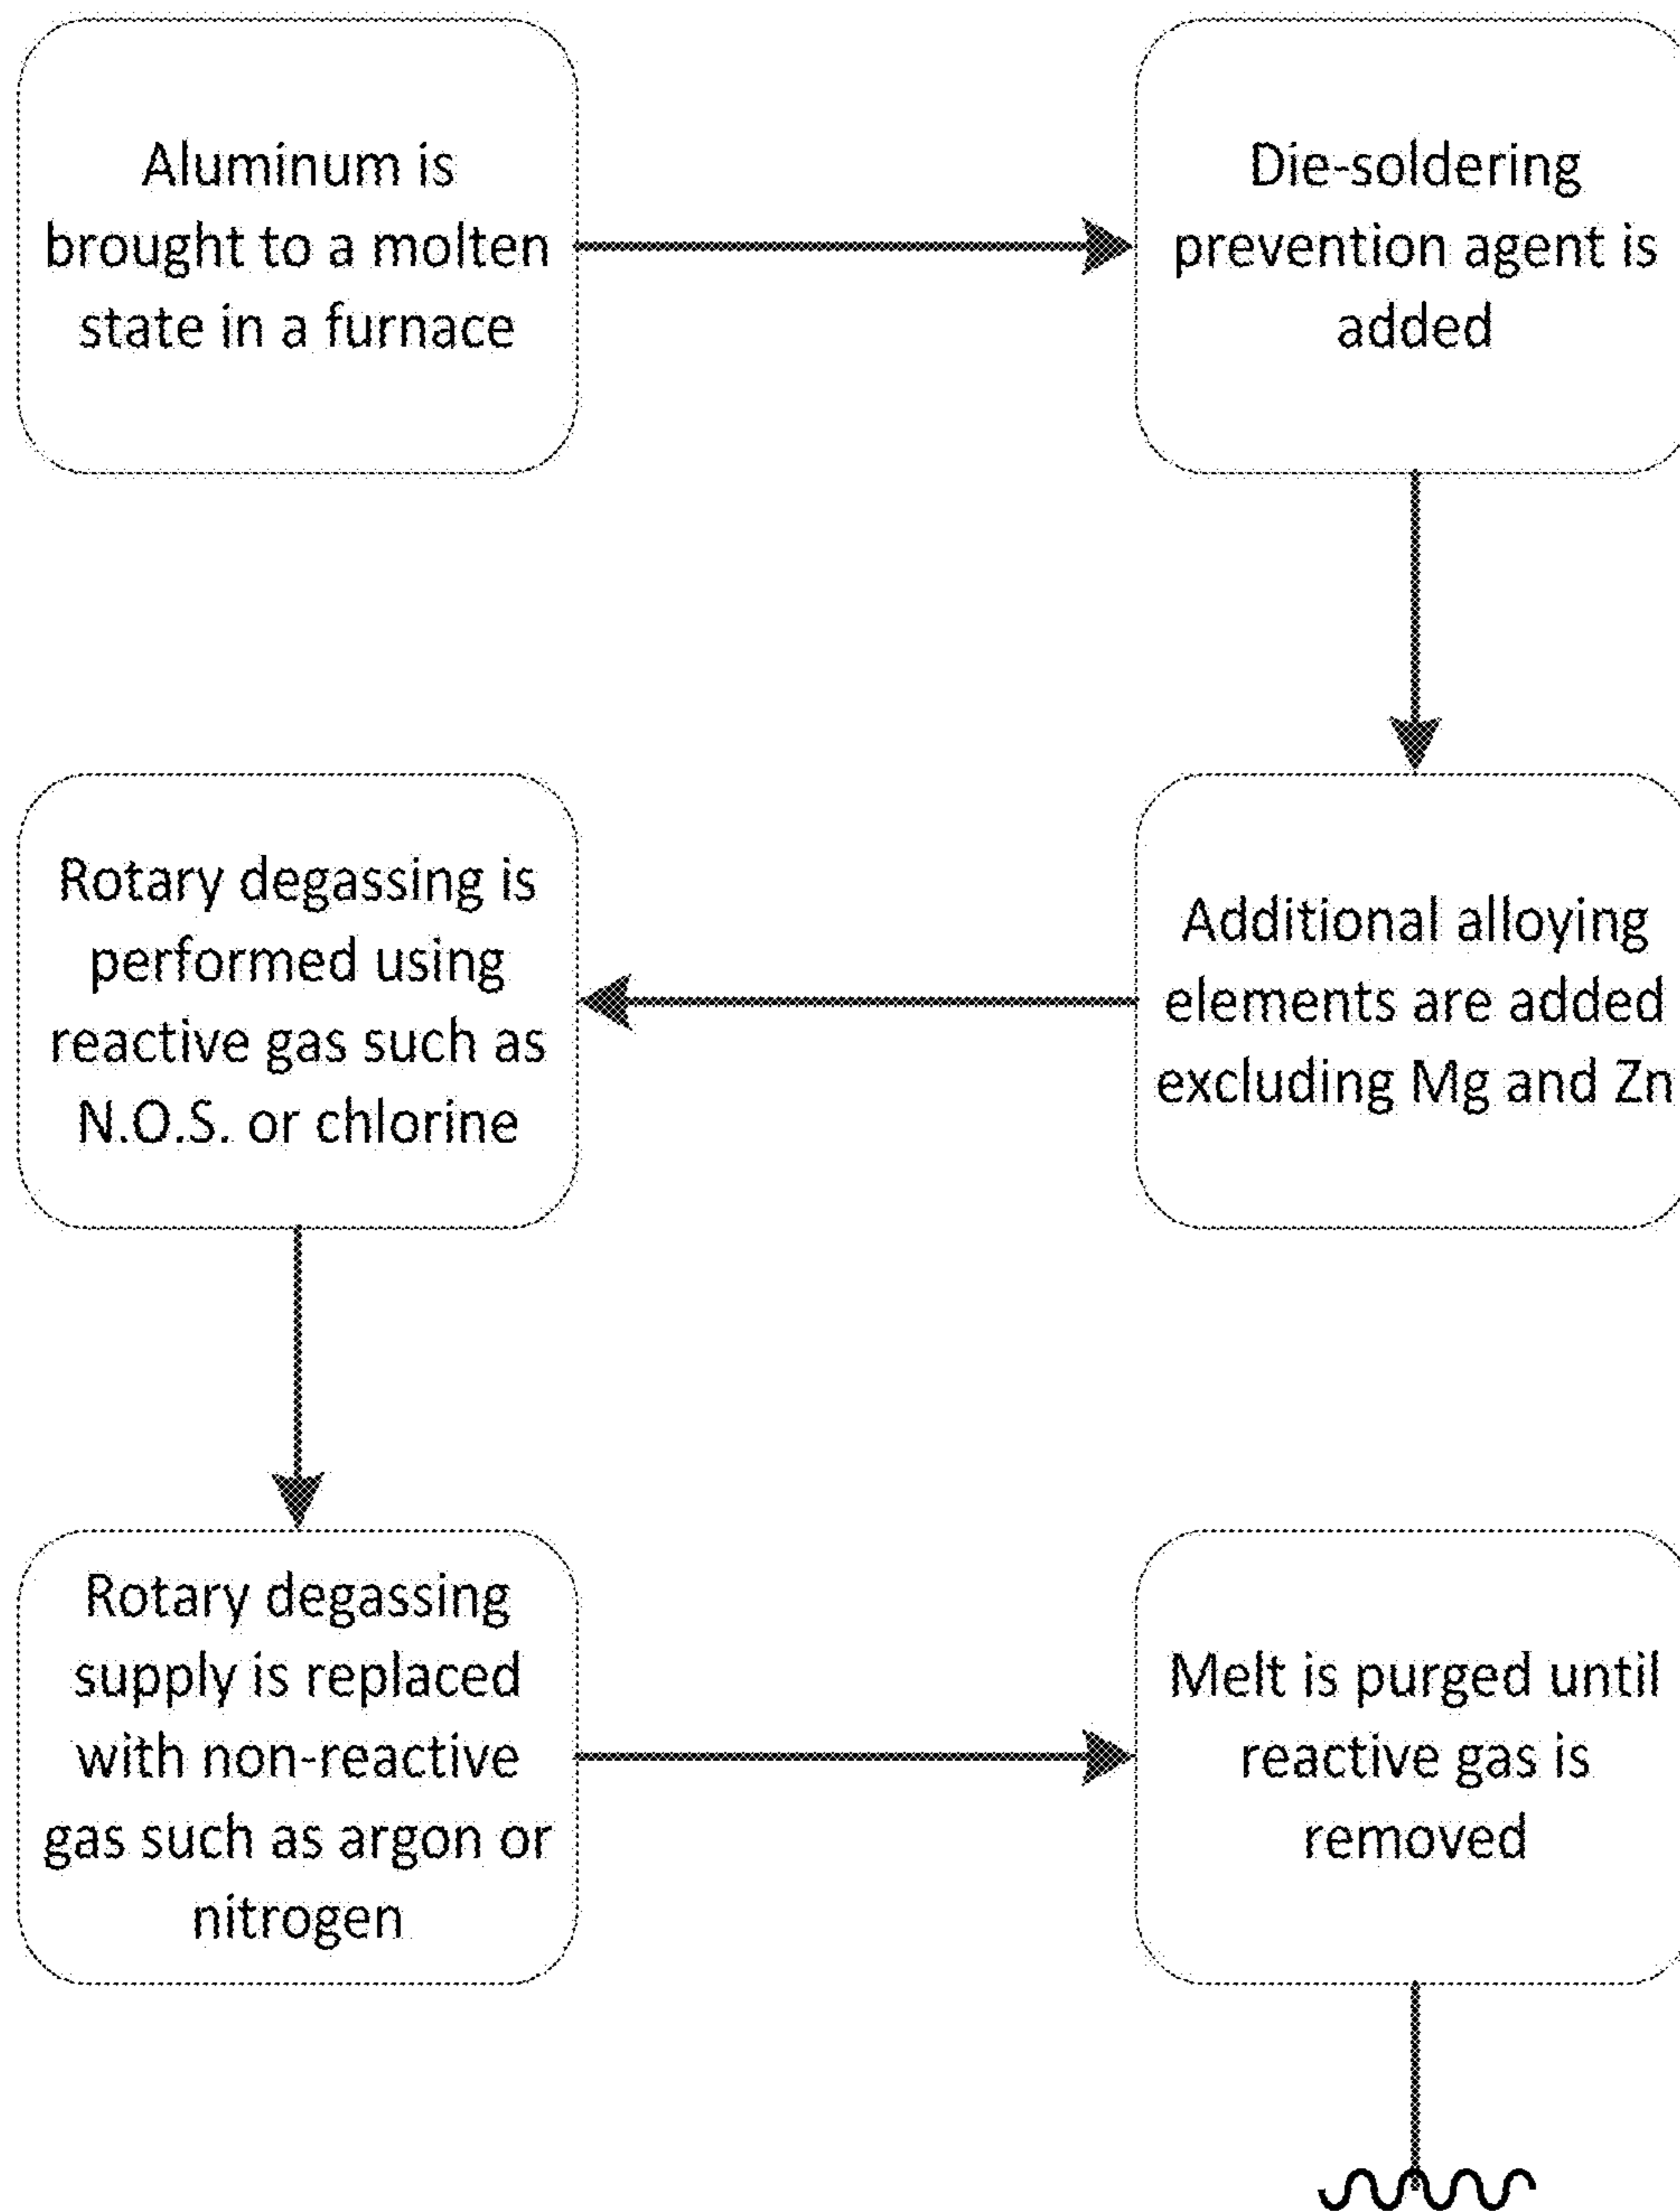 Aluminum is
brought to a molten
state in a furnace
Die-soldering
prevention agent is
added
Additional alloying
elements are added
excluding Mg and Zn
Rotary degassing is
performed using
reactive gas such as
N.O.S. or chlorine
Rotary degassing
supply is replaced
with non-reactive
gas such as argon or
nitrogen
Melt is purged until
reactive gas is
removed